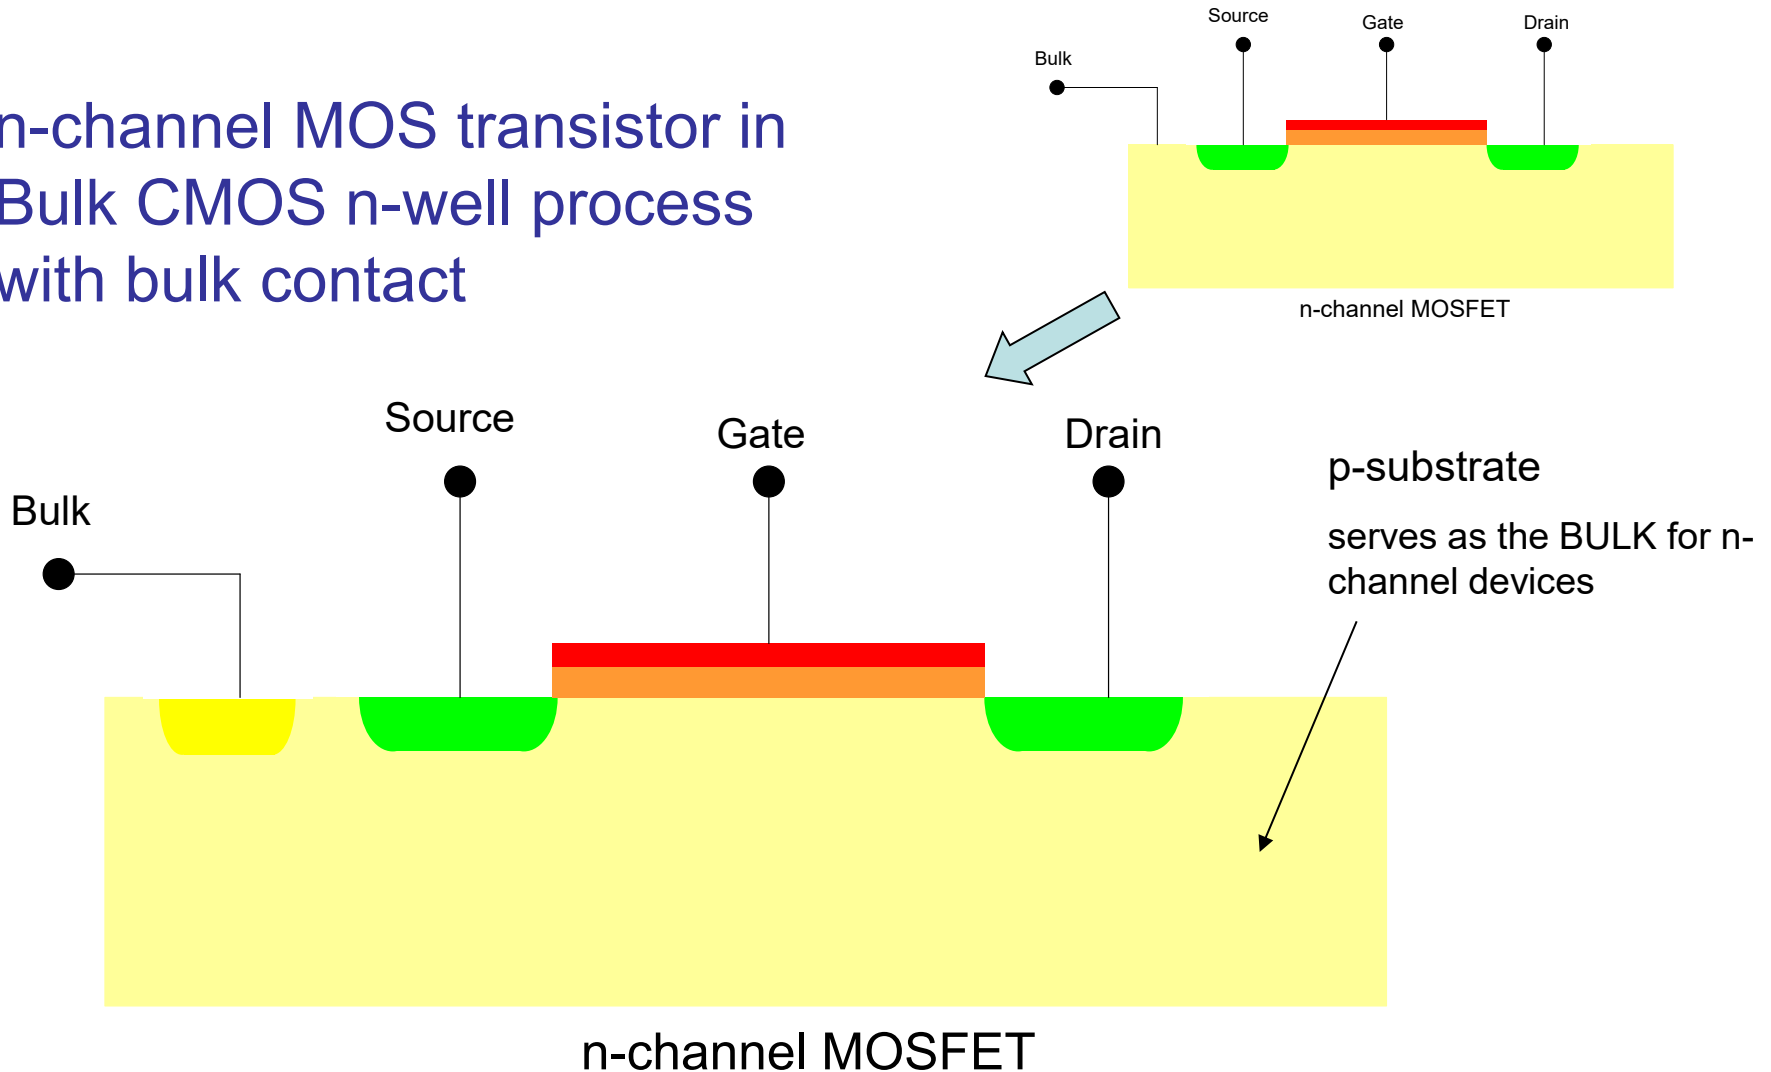 n-channel MOS transistor in
Bulk CMOS n-well process
with bulk contact
Source
Gate
Drain
Bulk
n-channel MOSFET
Source
Gate
Drain
Bulk
p-substrate
serves as the BULK for n-
channel devices
n-channel MOSFET